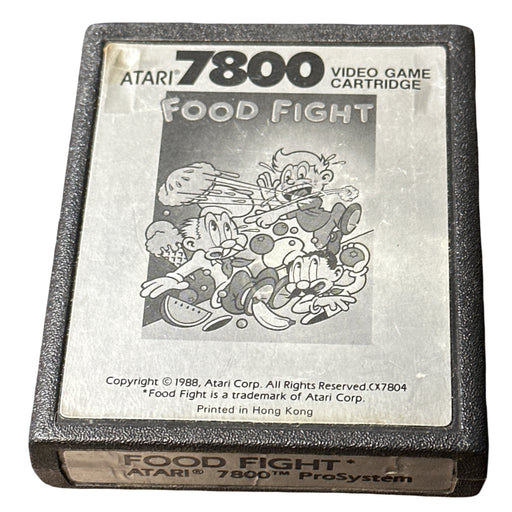 ATARI® 7800 VIDEO GAME
CARTRIDGE
FOOD FIGHT
Copyright © 1988, Atari Corp. All Rights Reserved.CX7804
*Food Fight is a trademark of Atari Corp.
Printed in Hong Kong
FOOD FIGHT*
ATARI® 7800™ ProSystem